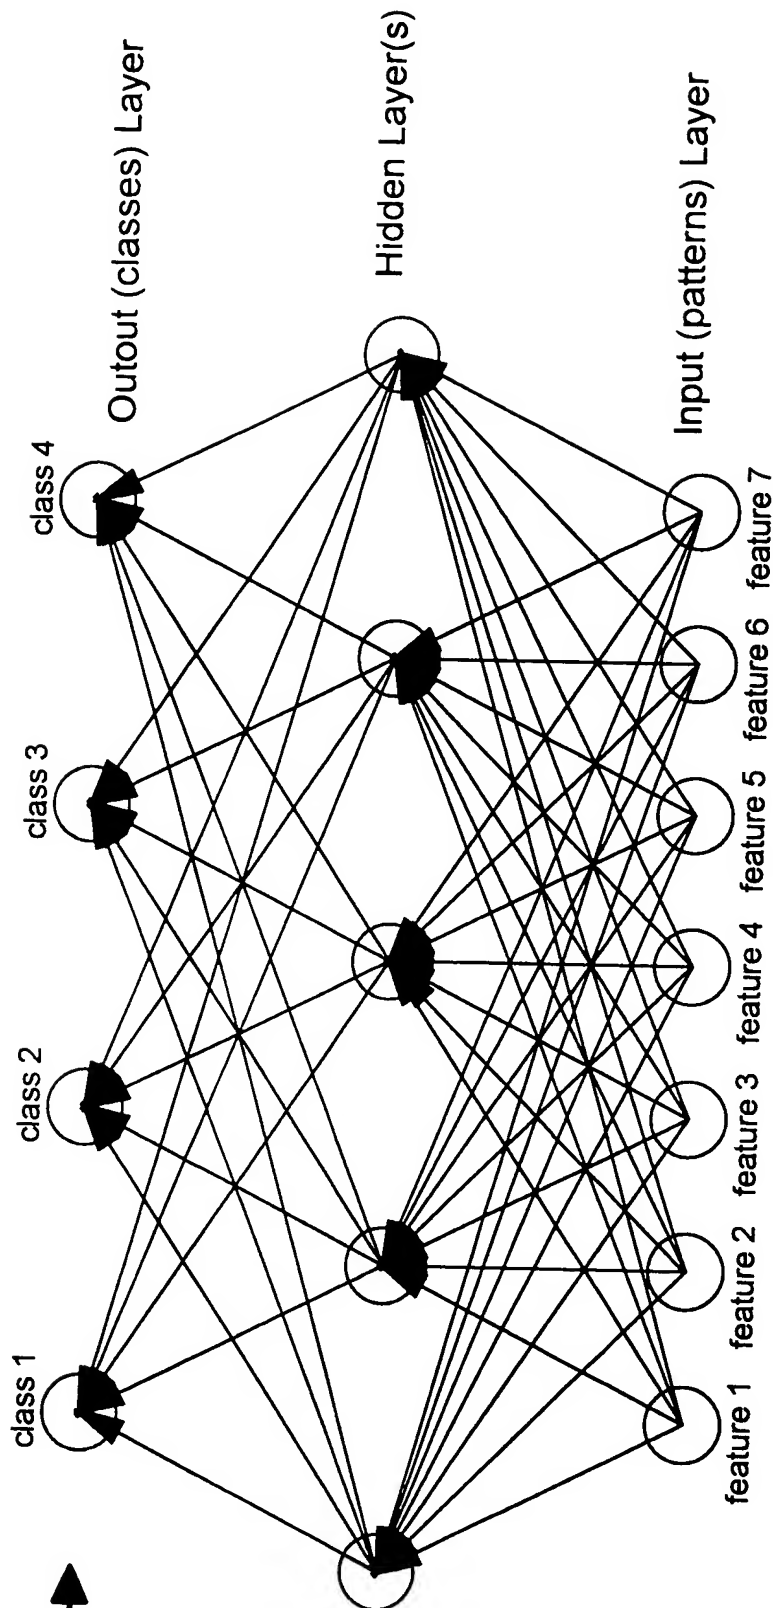 class 1
class 2
class 3
class 4
Outout (classes) Layer
Hidden Layer(s)
Input (patterns) Layer
feature 1
feature 2
feature 3
feature 4
feature 5
feature 6
feature 7